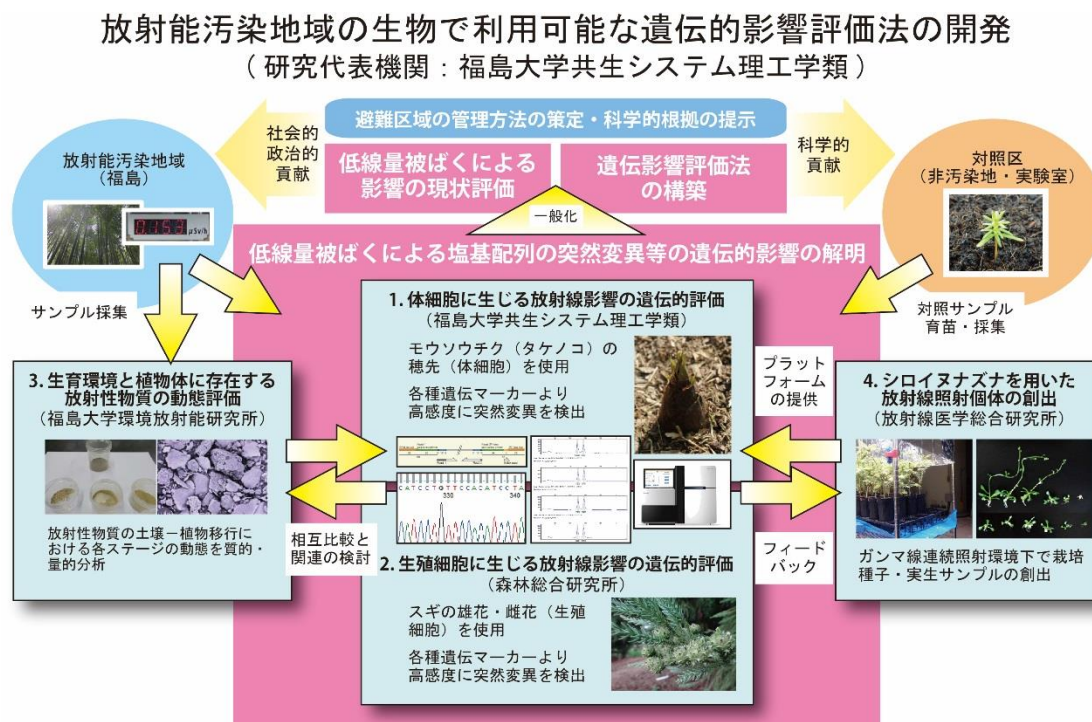 放射能汚染地域の生物で利用可能な遺伝的影響評価法の開発
（研究代表機関：福島大学共生システム理工学類）
避難区域の管理方法の策定・科学的根拠の提示
社会的
政治的
貢献
科学的
貢献
低線量被ばくによる
影響の現状評価
遺伝影響評価法
の構築
放射能汚染地域
（福島）
0.153 μSv/h
対照区
（非汚染地・実験室）
一般化
低線量被ばくによる塩基配列の突然変異等の遺伝的影響の解明
サンプル採集
対照サンプル
育苗・採集
1. 体細胞に生じる放射線影響の遺伝的評価
（福島大学共生システム理工学類）
モウソウチク（タケノコ）の
穂先（体細胞）を使用
各種遺伝マーカーより
高感度に突然変異を検出
CATCCTGTTCCACATCCTA
330 340
2. 生殖細胞に生じる放射線影響の遺伝的評価
（森林総合研究所）
スギの雄花・雌花（生殖
細胞）を使用
各種遺伝マーカーより
高感度に突然変異を検出
3. 生育環境と植物体に存在する
放射性物質の動態評価
（福島大学環境放射能研究所）
放射性物質の土壌－植物移行に
おける各ステージの動態を質的・
量的分析
相互比較と
関連の検討
プラット
フォーム
の提供
フィード
バック
4. シロイヌナズナを用いた
放射線照射個体の創出
（放射線医学総合研究所）
ガンマ線連続照射環境下で栽培
種子・実生サンプルの創出